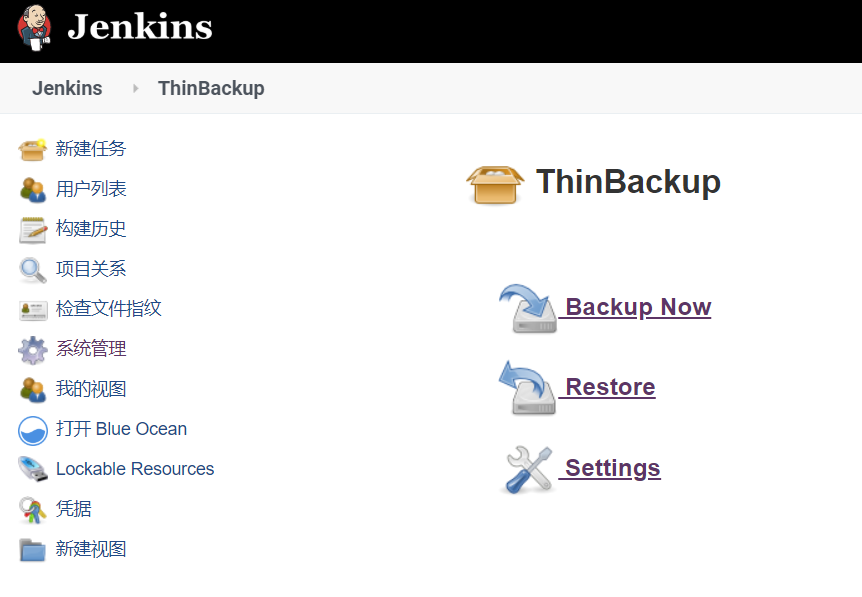 Jenkins
Jenkins ThinBackup
新建任务
用户列表
构建历史
项目关系
检查文件指纹
系统管理
我的视图
打开 Blue Ocean
Lockable Resources
凭据
新建视图
ThinBackup
Backup Now
Restore
Settings